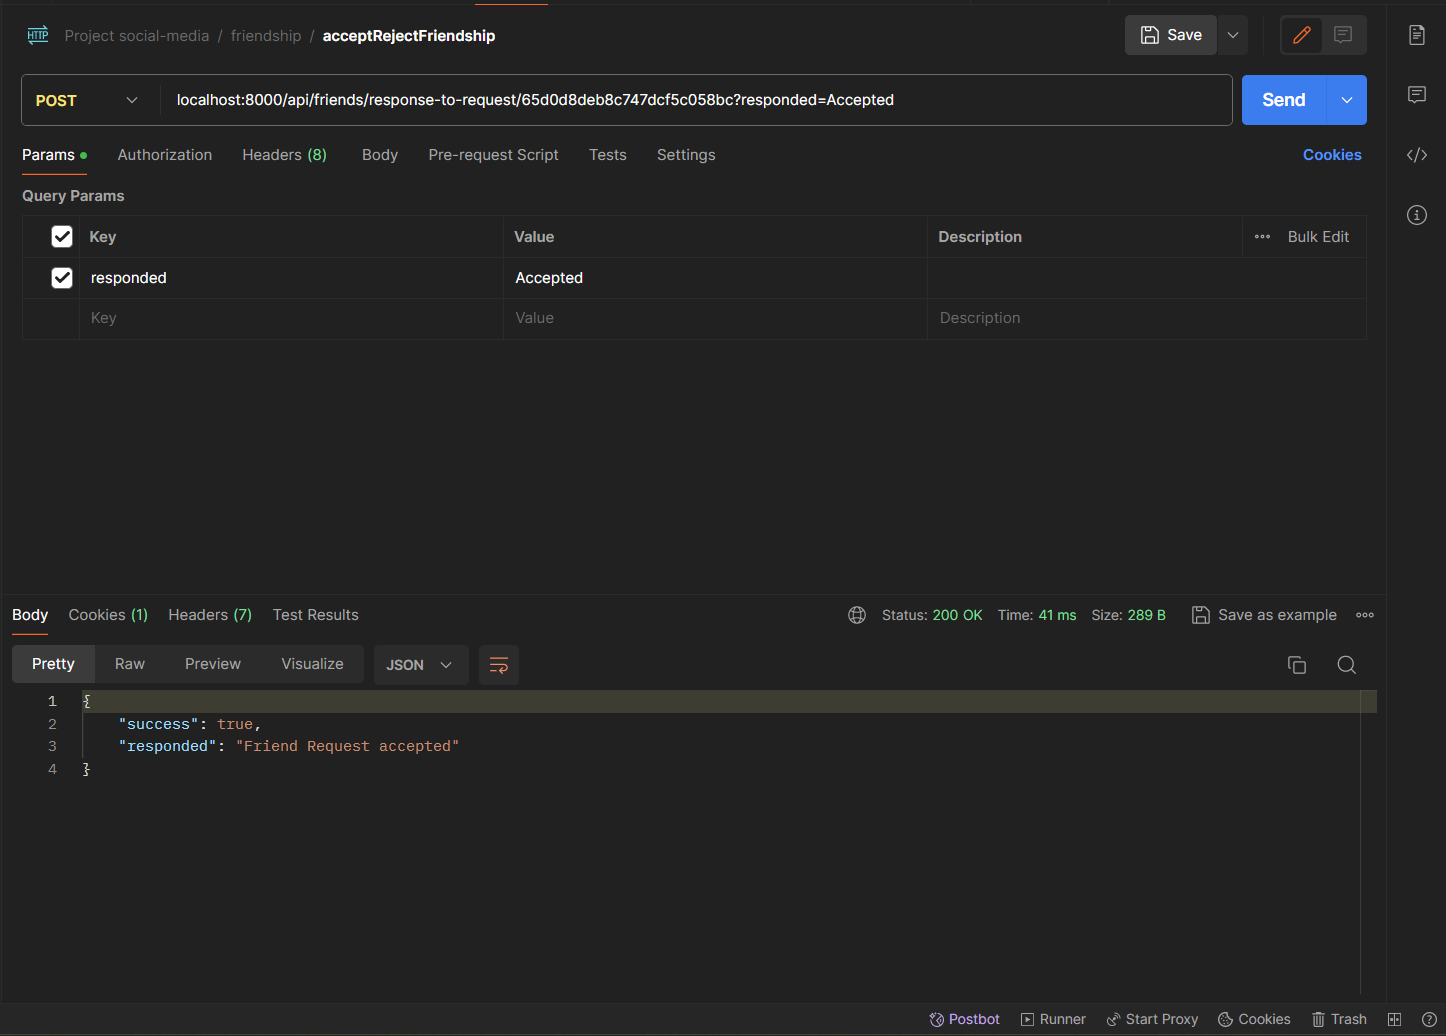 HTTP Project social-media / friendship / acceptRejectFriendship Save
POST localhost:8000/api/friends/response-to-request/65d0d8deb8c747dcf5c058bc?responded=Accepted Send
Params Authorization Headers (8) Body Pre-request Script Tests Settings Cookies
Query Params
Key Value Description Bulk Edit
responded Accepted
Key Value Description
Body Cookies (1) Headers (7) Test Results Status: 200 OK Time: 41 ms Size: 289 B Save as example
Pretty Raw Preview Visualize JSON
1 {
2 "success": true,
3 "responded": "Friend Request accepted"
4 }
Postbot Runner Start Proxy Cookies Trash